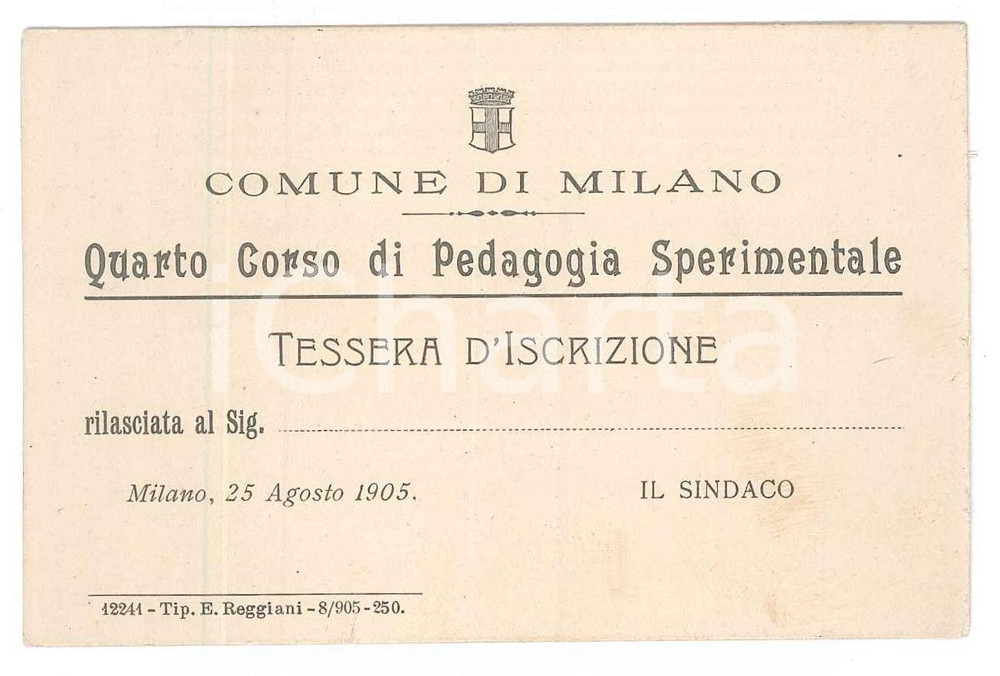 COMUNE DI MILANO
Quarto Corso di Pedagogia Sperimentale
TESSERA D'ISCRIZIONE
rilasciata al Sig.
Milano, 25 Agosto 1905.
IL SINDACO
12241 - Tip. E. Reggiani - 8/905 - 250.
iCharta